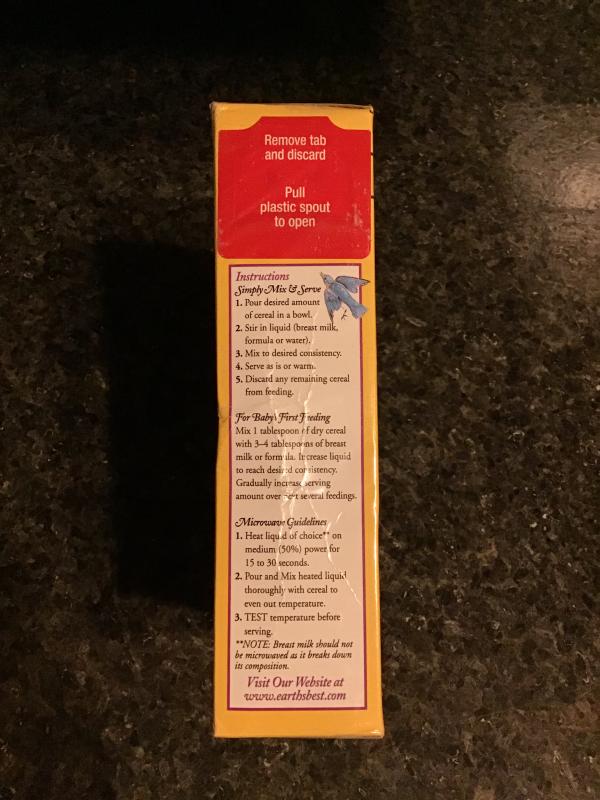 Remove tab
and discard
Pull
plastic spout
to open
Instructions
Simply Mix & Serve
1. Pour desired amount
of cereal in a bowl.
2. Stir in liquid (breast milk,
formula or water).
3. Mix to desired consistency.
4. Serve as is or warm.
5. Discard any remaining cereal
from feeding.
For Baby's First Feeding
Mix 1 tablespoon of dry cereal
with 3–4 tablespoons of breast
milk or formula. Increase liquid
to reach desired consistency.
Gradually increase serving
amount over next several feedings.
Microwave Guidelines
1. Heat liquid of choice** on
medium (50%) power for
15 to 30 seconds.
2. Pour and Mix heated liquid
thoroughly with cereal to
even out temperature.
3. TEST temperature before
serving.
**NOTE: Breast milk should not
be microwaved as it breaks down
its composition.
Visit Our Website at
www.earthsbest.com